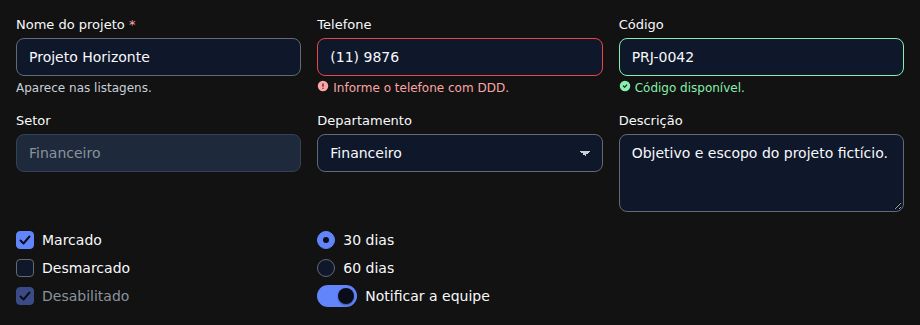 Nome do projeto *
Projeto Horizonte
Aparece nas listagens.
Telefone
(11) 9876
Informe o telefone com DDD.
Código
PRJ-0042
Código disponível.
Setor
Financeiro
Departamento
Financeiro
Descrição
Objetivo e escopo do projeto fictício.
Marcado
Desmarcado
Desabilitado
30 dias
60 dias
Notificar a equipe